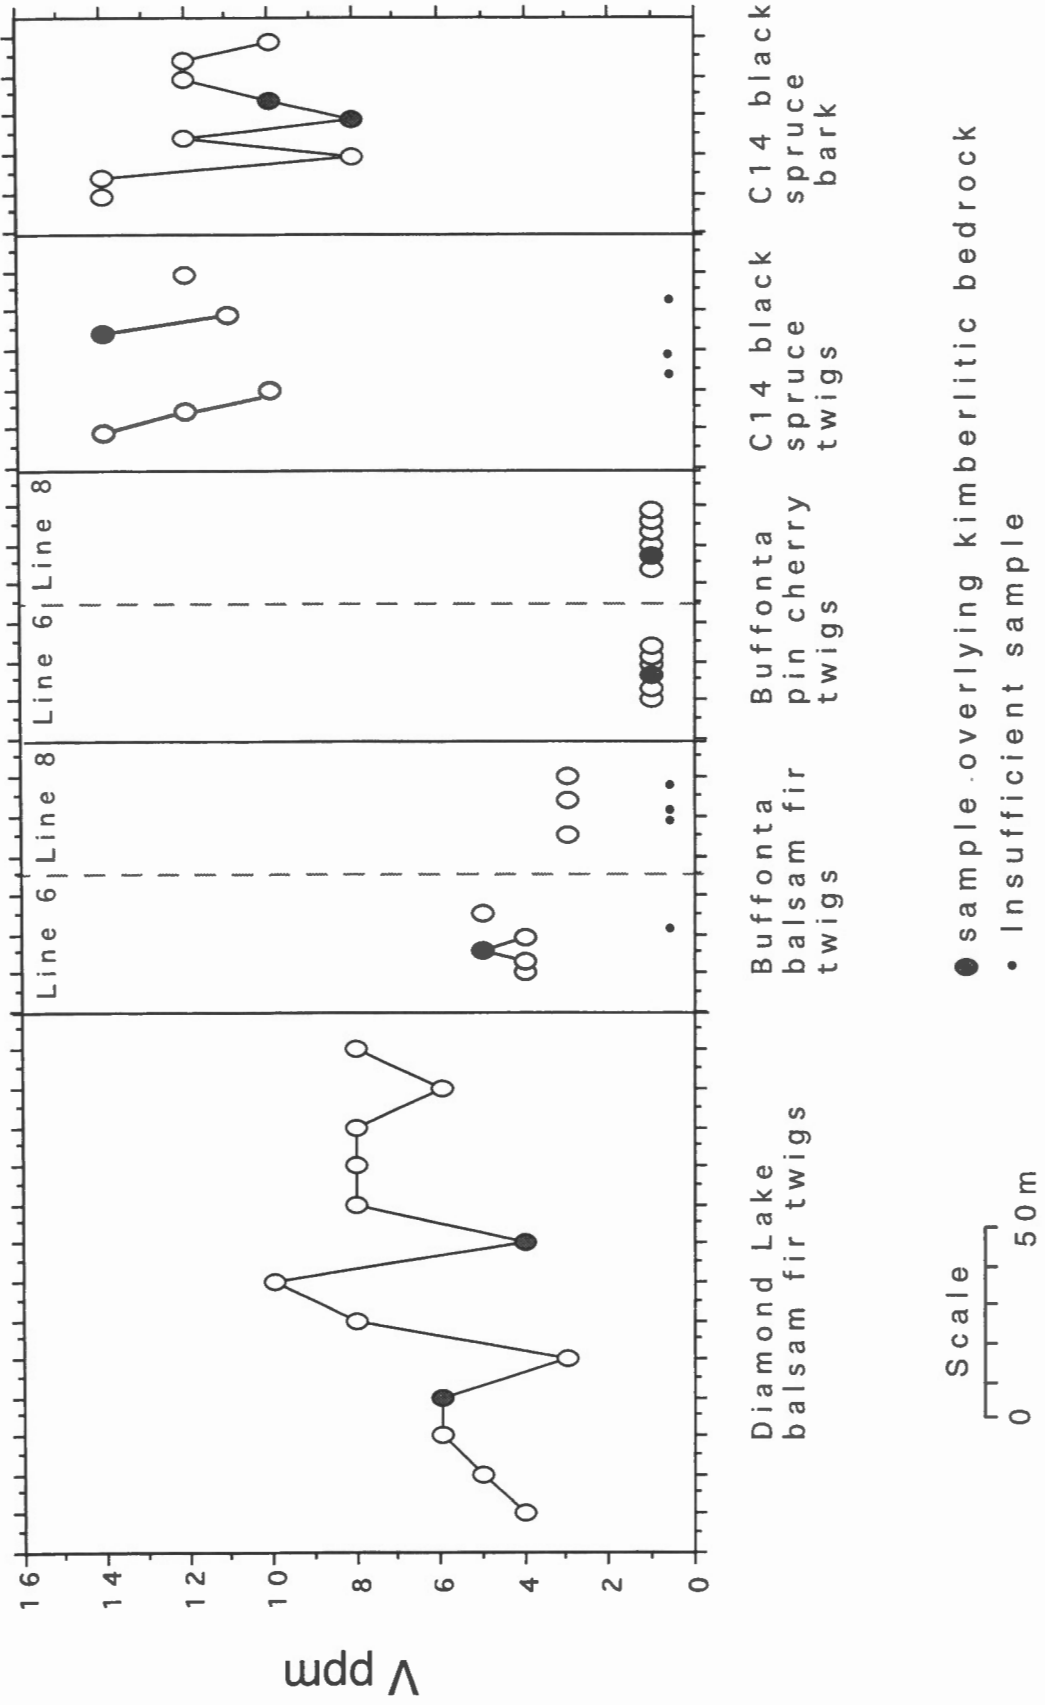 V ppm
16
14
12
10
8
6
4
2
0
Line 6
Line 8
Line 6
Line 8
Diamond Lake
balsam fir twigs
Buffonta
balsam fir
twigs
Buffonta
pin cherry
twigs
C14 black
spruce
twigs
C14 black
spruce
bark
Scale
0 50m
sample overlying kimberlitic bedrock
Insufficient sample